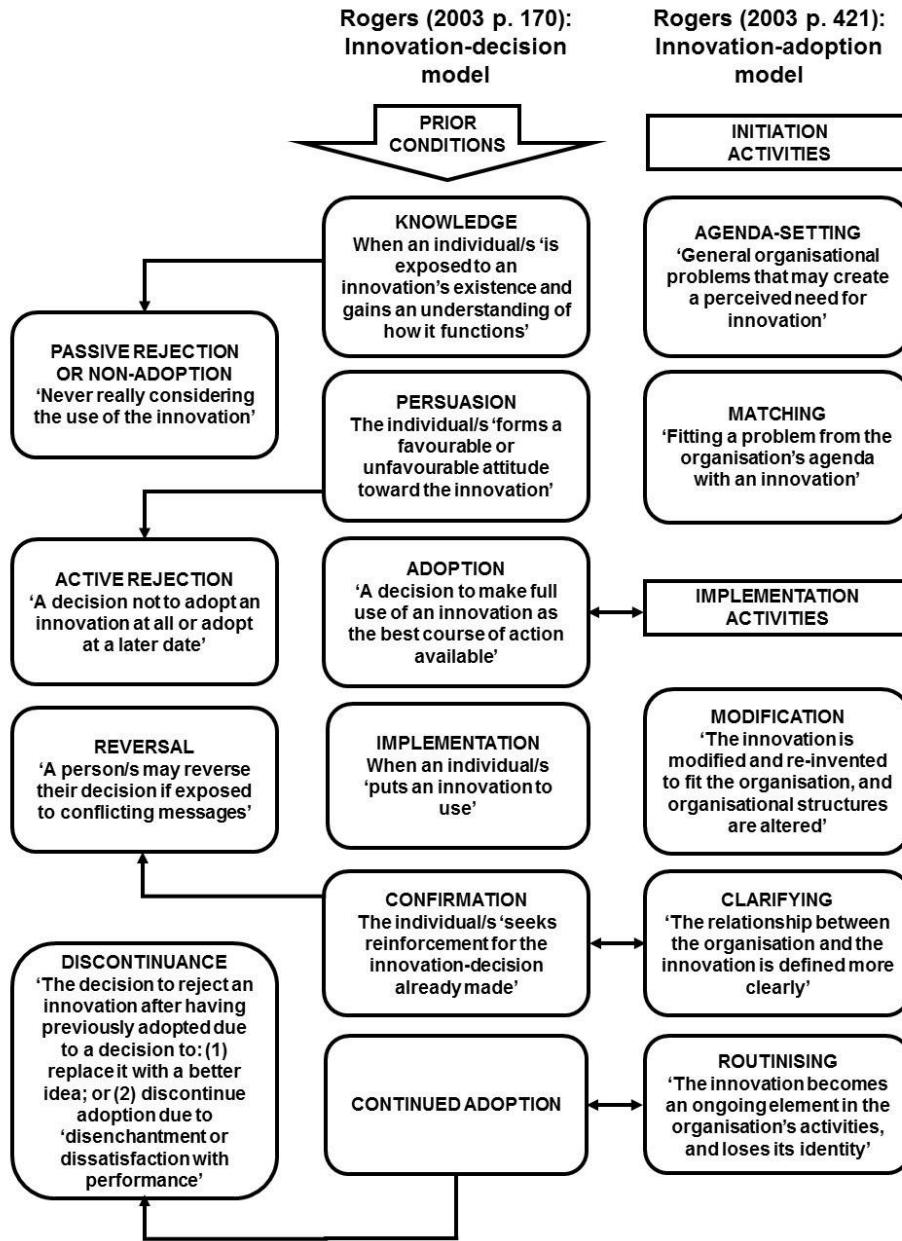 Rogers (2003 p. 170):
Innovation-decision
model
Rogers (2003 p. 421):
Innovation-adoption
model
PRIOR
CONDITIONS
INITIATION
ACTIVITIES
KNOWLEDGE
When an individual/s ‘is
exposed to an
innovation’s existence and
gains an understanding of
how it functions’
AGENDA-SETTING
‘General organisational
problems that may create
a perceived need for
innovation’
PASSIVE REJECTION
OR NON-ADOPTION
‘Never really considering
the use of the innovation’
PERSUASION
The individual/s ‘forms a
favourable or
unfavourable attitude
toward the innovation’
MATCHING
‘Fitting a problem from the
organisation’s agenda
with an innovation’
ACTIVE REJECTION
‘A decision not to adopt an
innovation at all or adopt
at a later date’
ADOPTION
‘A decision to make full
use of an innovation as
the best course of action
available’
IMPLEMENTATION
ACTIVITIES
REVERSAL
‘A person/s may reverse
their decision if exposed
to conflicting messages’
IMPLEMENTATION
When an individual/s
‘puts an innovation to
use’
MODIFICATION
‘The innovation is
modified and re-invented
to fit the organisation, and
organisational structures
are altered’
CONFIRMATION
The individual/s ‘seeks
reinforcement for the
innovation-decision
already made’
CLARIFYING
‘The relationship between
the organisation and the
innovation is defined more
clearly’
DISCONTINUANCE
‘The decision to reject an
innovation after having
previously adopted due
to a decision to: (1)
replace it with a better
idea; or (2) discontinue
adoption due to
‘disenchantment or
dissatisfaction with
performance’
CONTINUED ADOPTION
ROUTINISING
‘The innovation becomes
an ongoing element in the
organisation’s activities,
and loses its identity’